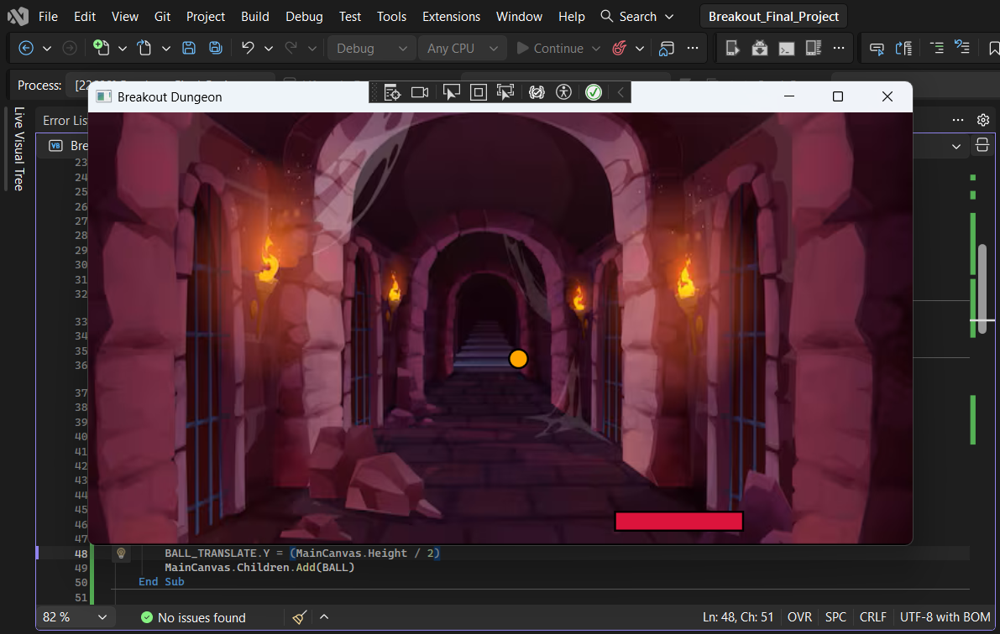 File Edit View Git Project Build Debug Test Tools Extensions Window Help Search Breakout_Final_Project
Debug Any CPU Continue
Process:
Breakout Dungeon
Live Visual Tree
Error Lis
VB Bre
23
24
25
26
27
28
29
30
31
32
33
34
35
36
37
38
39
40
41
42
43
44
45
46
47
48 BALL_TRANSLATE.Y = (MainCanvas.Height / 2)
49 MainCanvas.Children.Add(BALL)
50 End Sub
51
82 % No issues found Ln: 48, Ch: 51 OVR SPC CRLF UTF-8 with BOM